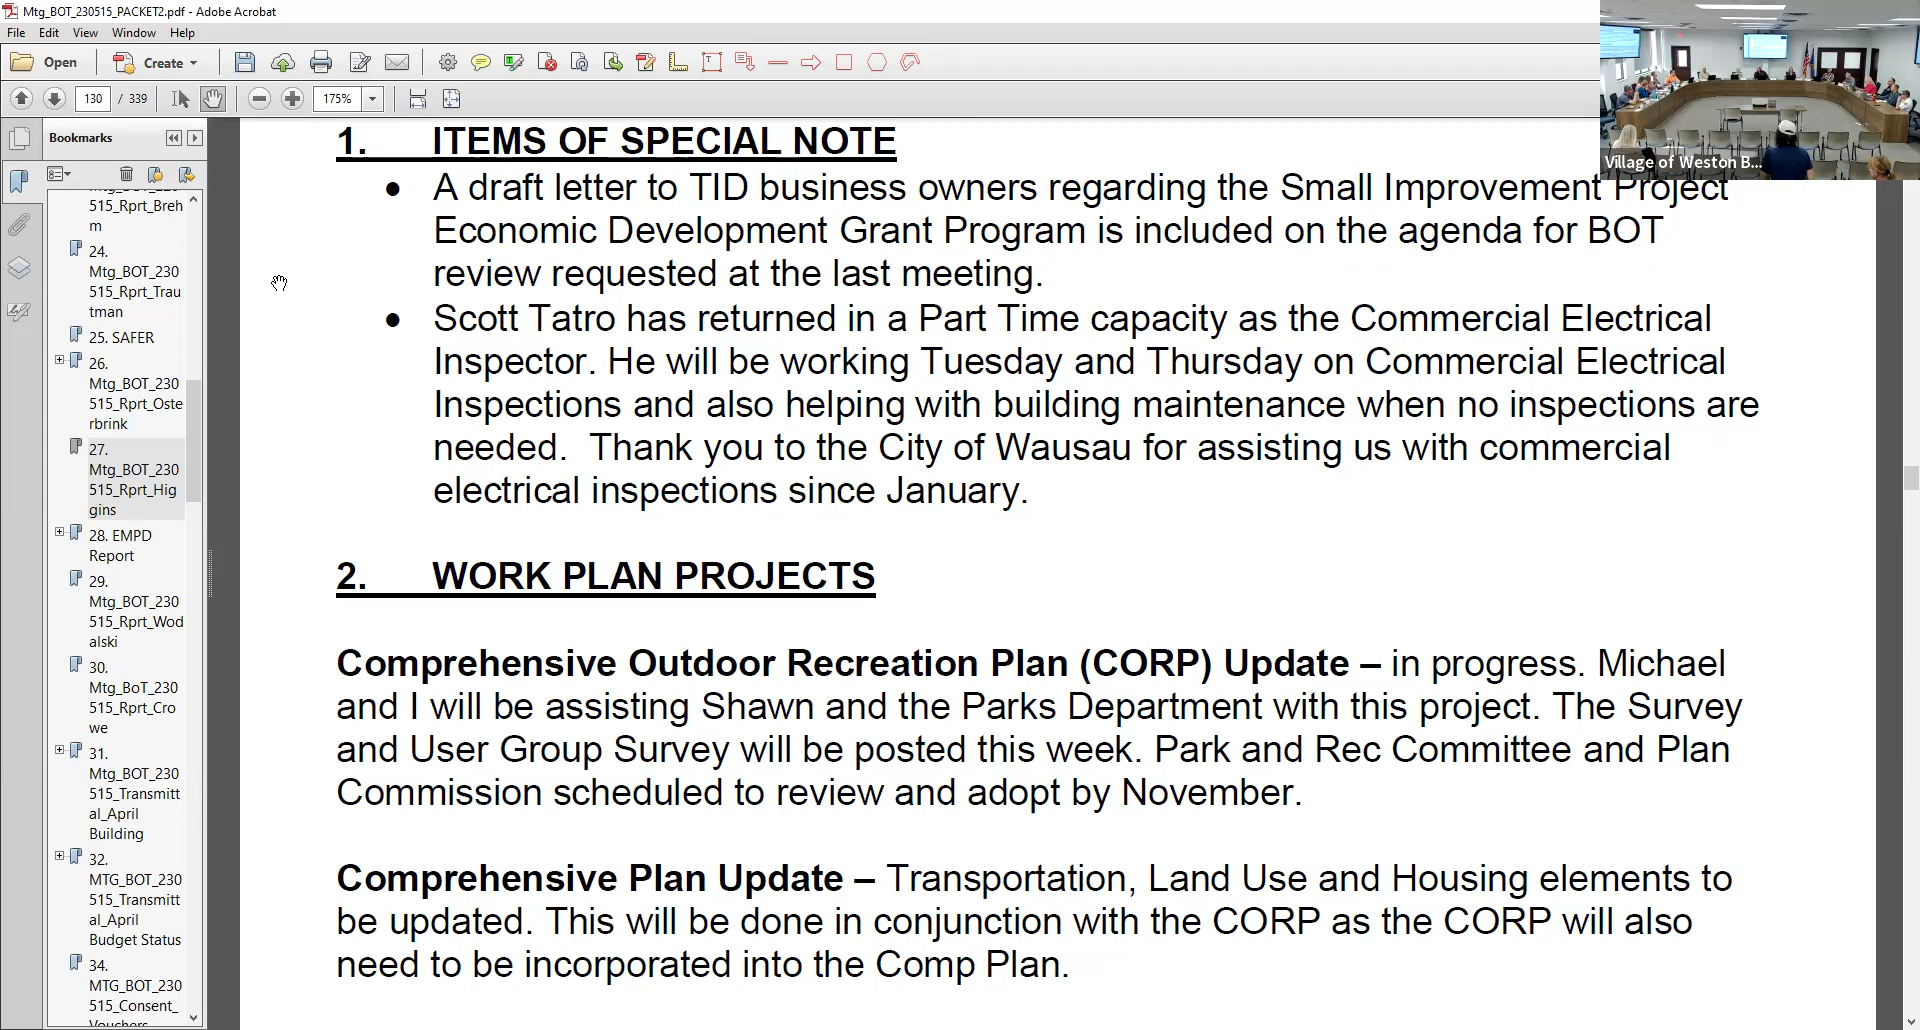 Mtg_BOT_230515_PACKET2.pdf - Adobe Acrobat
File Edit View Window Help
Open Create
130 / 339 175%
Bookmarks
515_Rprt_Breh
m
24.
Mtg_BOT_230
515_Rprt_Trau
tman
25. SAFER
26.
Mtg_BOT_230
515_Rprt_Oste
rbrink
27.
Mtg_BOT_230
515_Rprt_Hig
gins
28. EMPD
Report
29.
Mtg_BOT_230
515_Rprt_Wod
alski
30.
Mtg_BoT_230
515_Rprt_Cro
we
31.
Mtg_BOT_230
515_Transmitt
al_April
Building
32.
MTG_BOT_230
515_Transmitt
al_April
Budget Status
34.
MTG_BOT_230
515_Consent_
Vouchers
1. ITEMS OF SPECIAL NOTE
• A draft letter to TID business owners regarding the Small Improvement Project
Economic Development Grant Program is included on the agenda for BOT
review requested at the last meeting.
• Scott Tatro has returned in a Part Time capacity as the Commercial Electrical
Inspector. He will be working Tuesday and Thursday on Commercial Electrical
Inspections and also helping with building maintenance when no inspections are
needed. Thank you to the City of Wausau for assisting us with commercial
electrical inspections since January.
2. WORK PLAN PROJECTS
Comprehensive Outdoor Recreation Plan (CORP) Update – in progress. Michael
and I will be assisting Shawn and the Parks Department with this project. The Survey
and User Group Survey will be posted this week. Park and Rec Committee and Plan
Commission scheduled to review and adopt by November.
Comprehensive Plan Update – Transportation, Land Use and Housing elements to
be updated. This will be done in conjunction with the CORP as the CORP will also
need to be incorporated into the Comp Plan.
Village of Weston B...